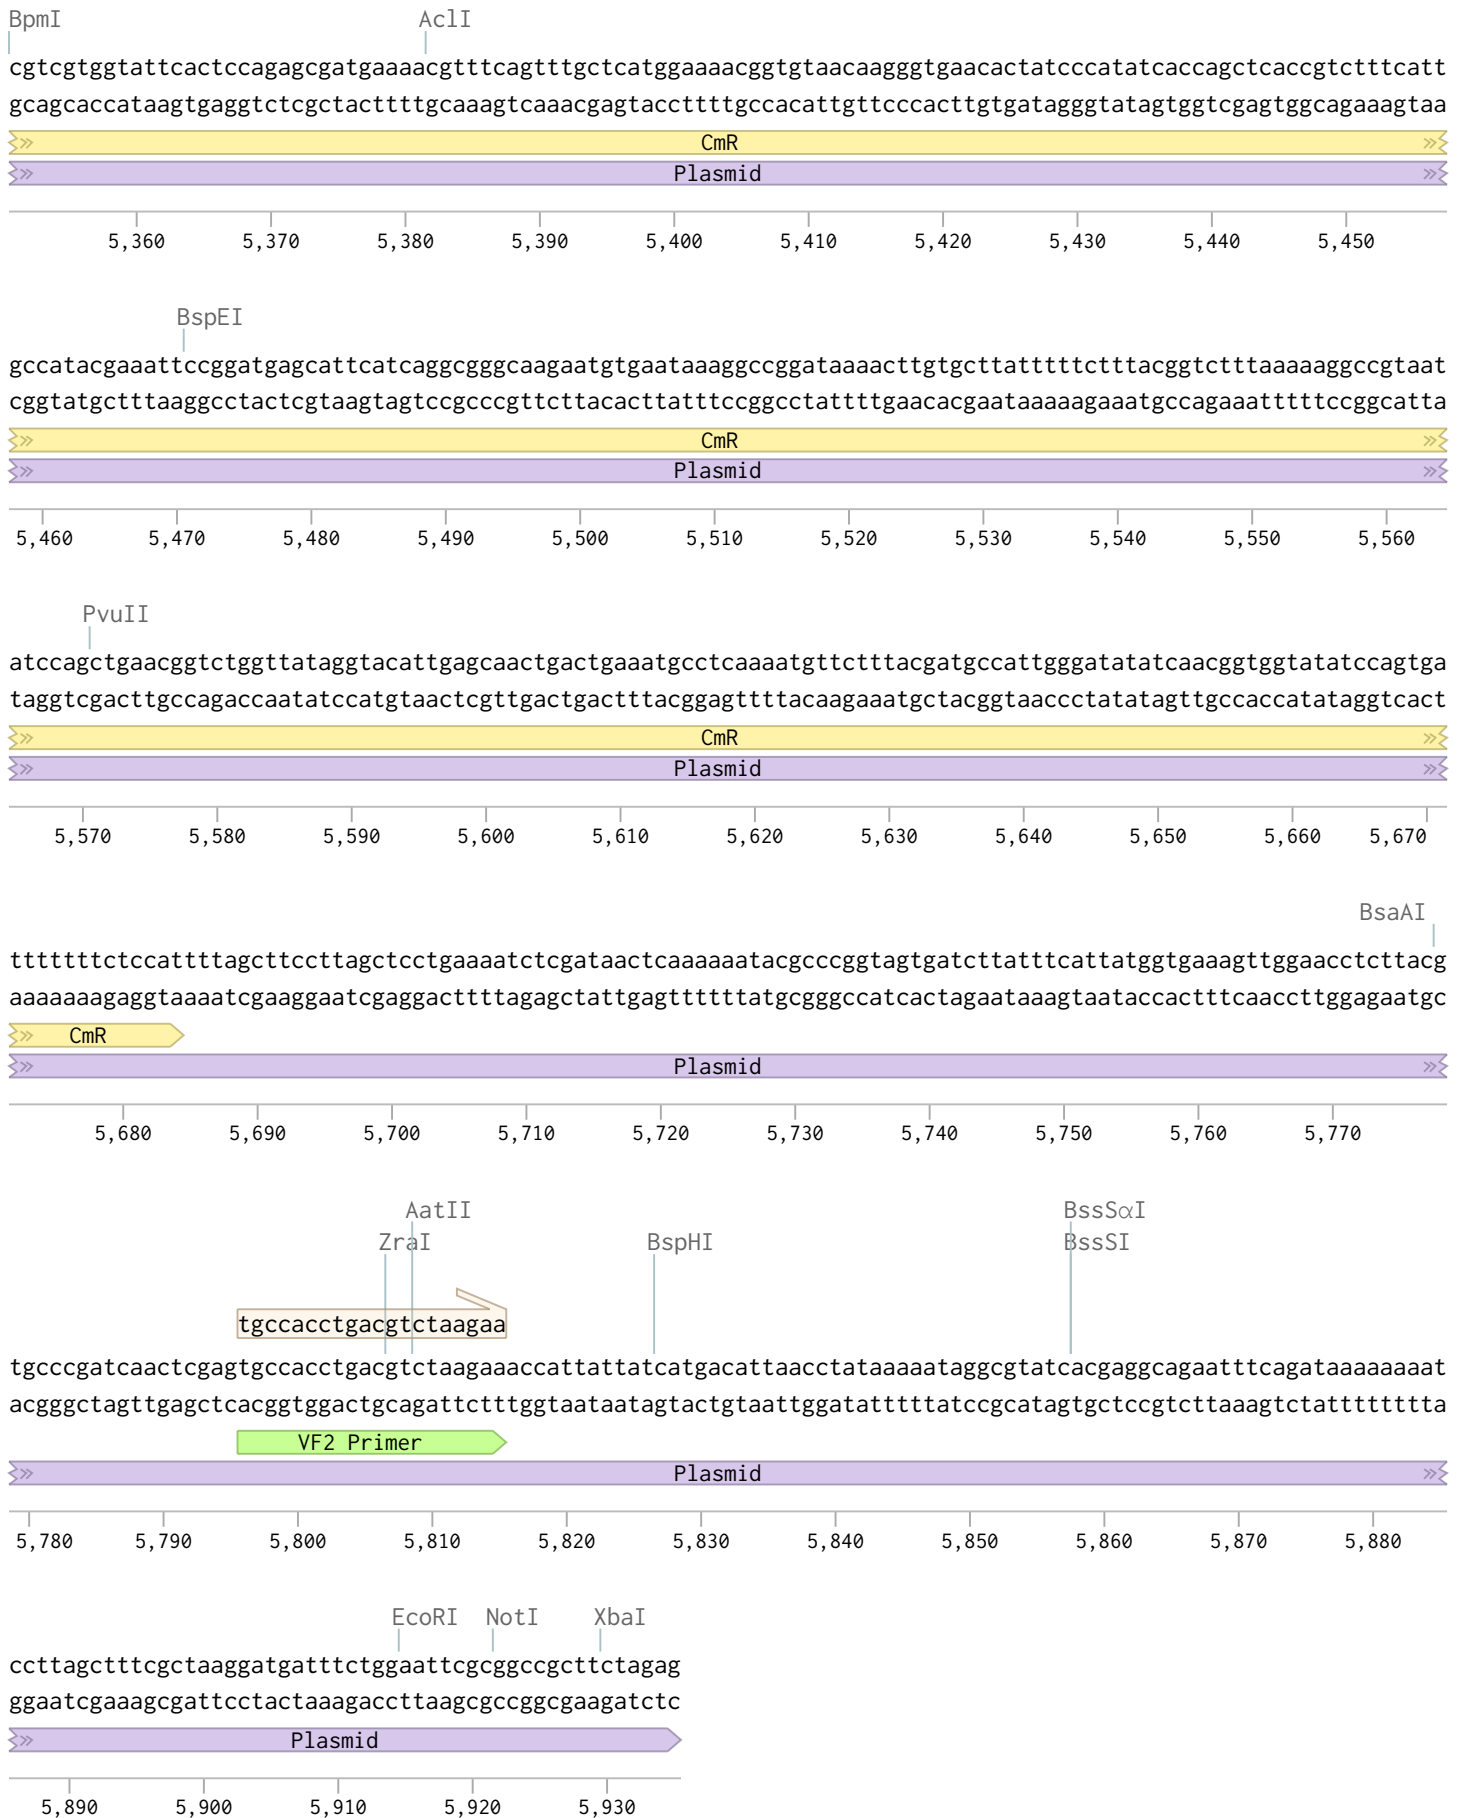 BpmI AclI
cgtcgtggtattcactccagagcgatgaaaacgtttcagtttgctcatggaaaacggtgtaacaagggtgaacactatcccatatcaccagctcaccgtctttcatt
gcagcaccataagtgaggtctcgctacttttgcaaagtcaaacgagtaccttttgccacattgttcccacttgtgatagggtatagtggtcgagtggcagaaagtaa
CmR
Plasmid
5,360 5,370 5,380 5,390 5,400 5,410 5,420 5,430 5,440 5,450
BspEI
gccatacgaaattccggatgagcattcatcaggcgggcaagaatgtgaataaaggccggataaaacttgtgcttatttttctttacggtctttaaaaaggccgtaat
cggtatgctttaaggcctactcgtaagtagtccgcccgttcttacacttatttccggcctattttgaacacgaataaaaagaaatgccagaaatttttccggcatta
CmR
Plasmid
5,460 5,470 5,480 5,490 5,500 5,510 5,520 5,530 5,540 5,550 5,560
PvuII
atccagctgaacggtctggttataggtacattgagcaactgactgaaatgcctcaaaatgttctttacgatgccattgggatatatcaacggtggtatatccagtga
taggtcgacttgccagaccaatatccatgtaactcgttgactgactttacggagttttacaagaaatgctacggtaaccctatatagttgccaccatataggtcact
CmR
Plasmid
5,570 5,580 5,590 5,600 5,610 5,620 5,630 5,640 5,650 5,660 5,670
BsaAI
tttttttctccattttagcttccttagctcctgaaaatctcgataactcaaaaaatacgcccggtagtgatcttatttcattatggtgaaagttggaacctcttacg
aaaaaaagaggtaaaatcgaaggaatcgaggacttttagagctattgagttttttatgcgggccatcactagaataaagtaataccactttcaaccttggagaatgc
CmR
Plasmid
5,680 5,690 5,700 5,710 5,720 5,730 5,740 5,750 5,760 5,770
AatII BssSαI
ZraI BspHI BssSI
tgccacctgacgtctaagaa
tgcccgatcaactcgagtgccacctgacgtctaagaaaccattattatcatgacattaacctataaaaataggcgtatcacgaggcagaatttcagataaaaaaaat
acgggctagttgagctcacggtggactgcagattctttggtaataatagtactgtaattggatatttttatccgcatagtgctccgtcttaaagtctattttttttta
VF2 Primer
Plasmid
5,780 5,790 5,800 5,810 5,820 5,830 5,840 5,850 5,860 5,870 5,880
EcoRI NotI XbaI
ccttagctttcgctaaggatgatttctggaattcgcggccgcttctagag
ggaatcgaaagcgattcctactaaagaccttaagcgccggcgaagatctc
Plasmid
5,890 5,900 5,910 5,920 5,930